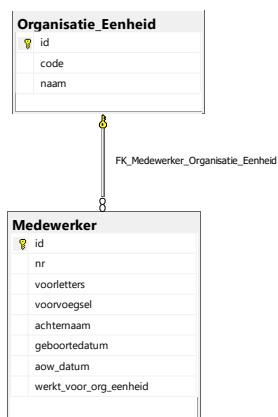 Organisatie_Eenheid
id
code
naam
FK_Medewerker_Organisatie_Eenheid
Medewerker
id
nr
voorletters
voorvoegsel
achternaam
geboortedatum
aow_datum
werkt_voor_org_eenheid